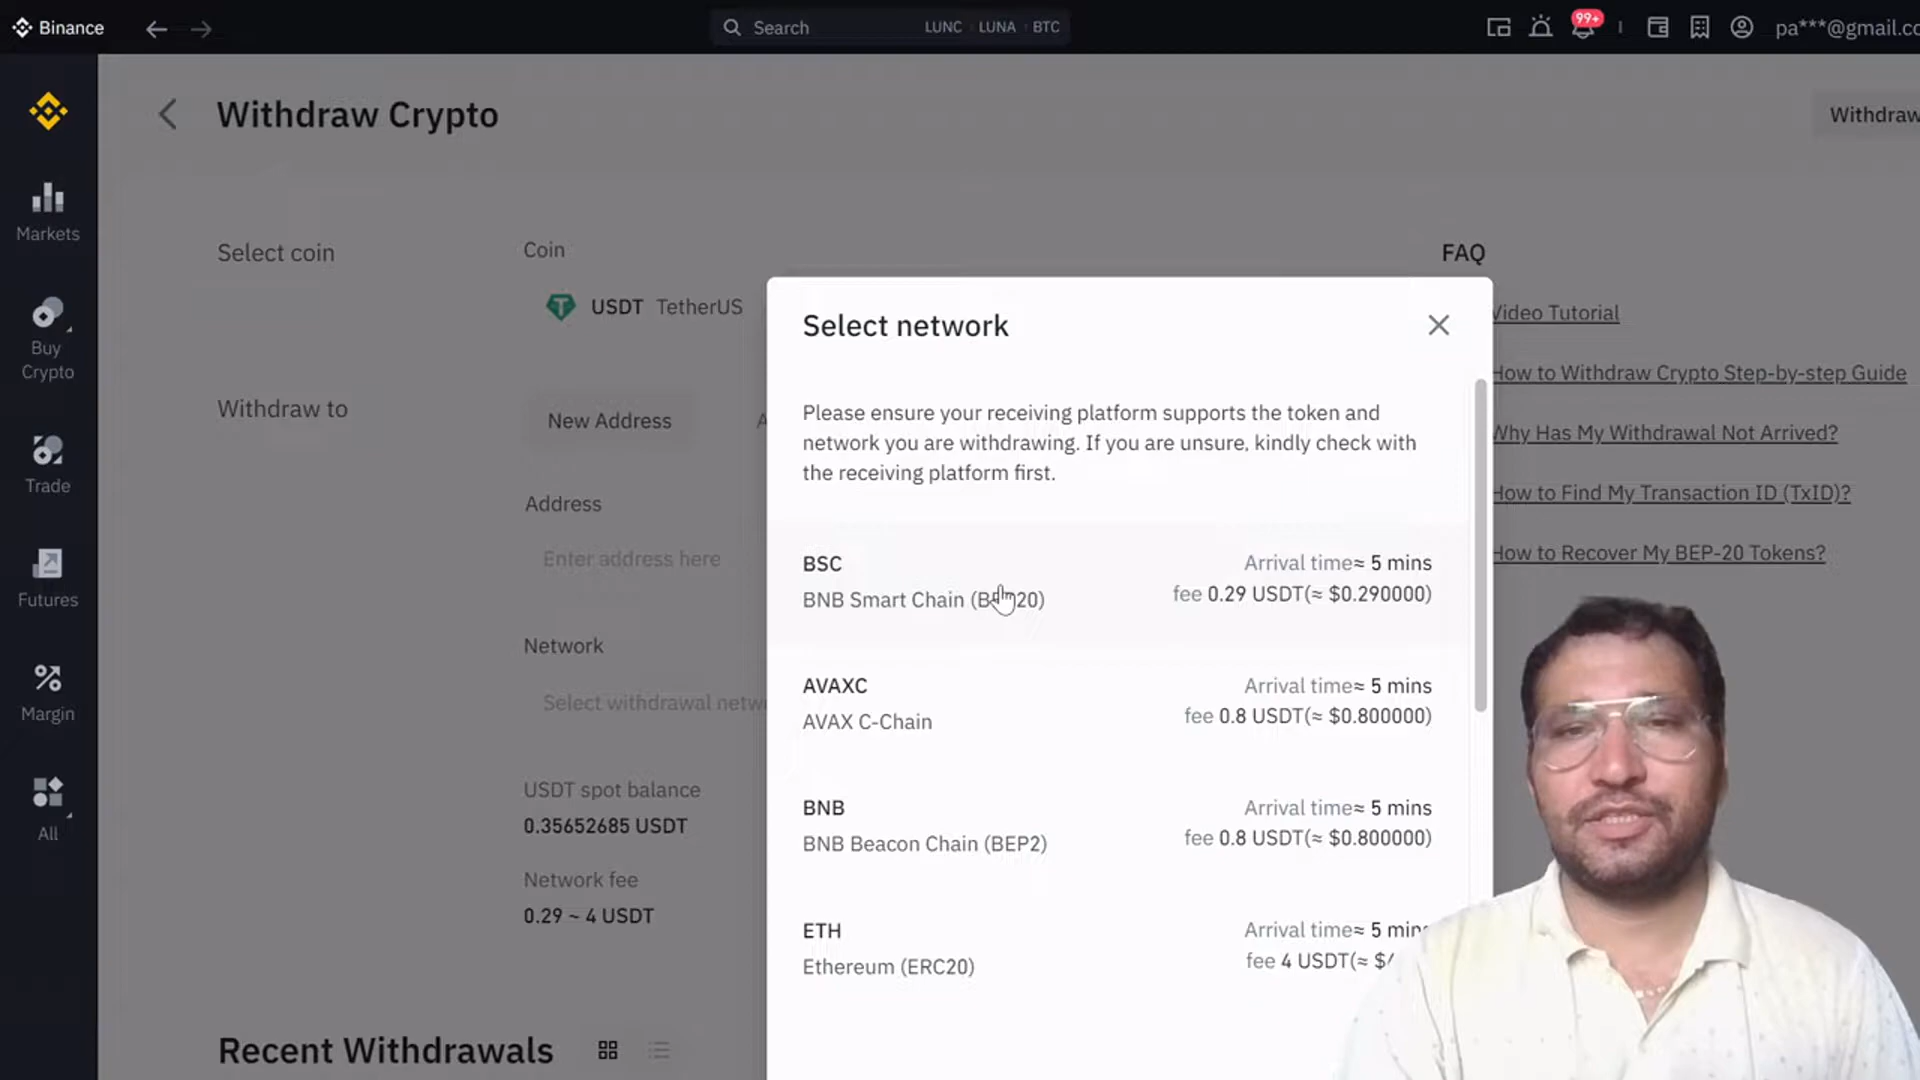 Binance
Search
LUNC
LUNA
BTC
99+
pa***@gmail.co
Withdraw Crypto
Withdraw
Markets
Buy
Crypto
Trade
Futures
Margin
All
Select coin
Coin
USDT TetherUS
Withdraw to
New Address
Address
Enter address here
Network
Select withdrawal netw
USDT spot balance
0.35652685 USDT
Network fee
0.29 ~ 4 USDT
Recent Withdrawals
Select network
Please ensure your receiving platform supports the token and
network you are withdrawing. If you are unsure, kindly check with
the receiving platform first.
BSC
Arrival time≈ 5 mins
BNB Smart Chain
fee 0.29 USDT(≈ $0.290000)
AVAXC
Arrival time≈ 5 mins
AVAX C-Chain
fee 0.8 USDT(≈ $0.800000)
BNB
Arrival time≈ 5 mins
BNB Beacon Chain (BEP2)
fee 0.8 USDT(≈ $0.800000)
ETH
Arrival time≈ 5 mins
Ethereum (ERC20)
fee 4 USDT(≈ $
FAQ
Video Tutorial
How to Withdraw Crypto Step-by-step Guide
Why Has My Withdrawal Not Arrived?
How to Find My Transaction ID (TxID)?
How to Recover My BEP-20 Tokens?